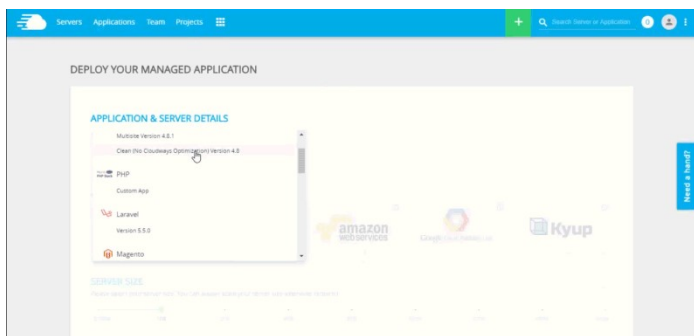 Servers Applications Team Projects
+ Search Server or Application 0
DEPLOY YOUR MANAGED APPLICATION
APPLICATION & SERVER DETAILS
Multisite Version 4.8.1
Clean (No Cloudways Optimization) Version 4.8
PHP
Custom App
Laravel
Version 5.5.0
Magento
amazon
webservices
Kyup
Need a hand?
SERVER SIZE